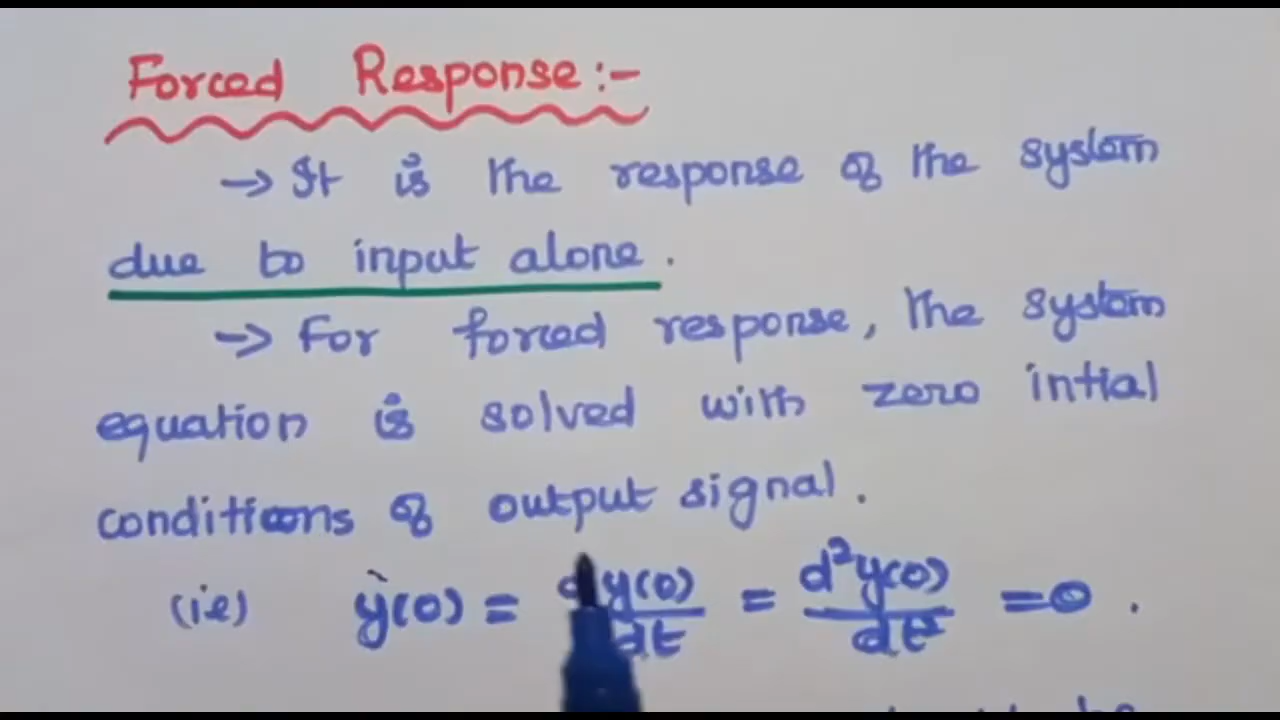 Forced Response:-
→ It is the response of the system
due to input alone.
→ For forced response, the system
equation is solved with zero intial
conditions of output signal.
(ie) y(0) = dy(0)/dt = d²y(0)/dt² = 0.